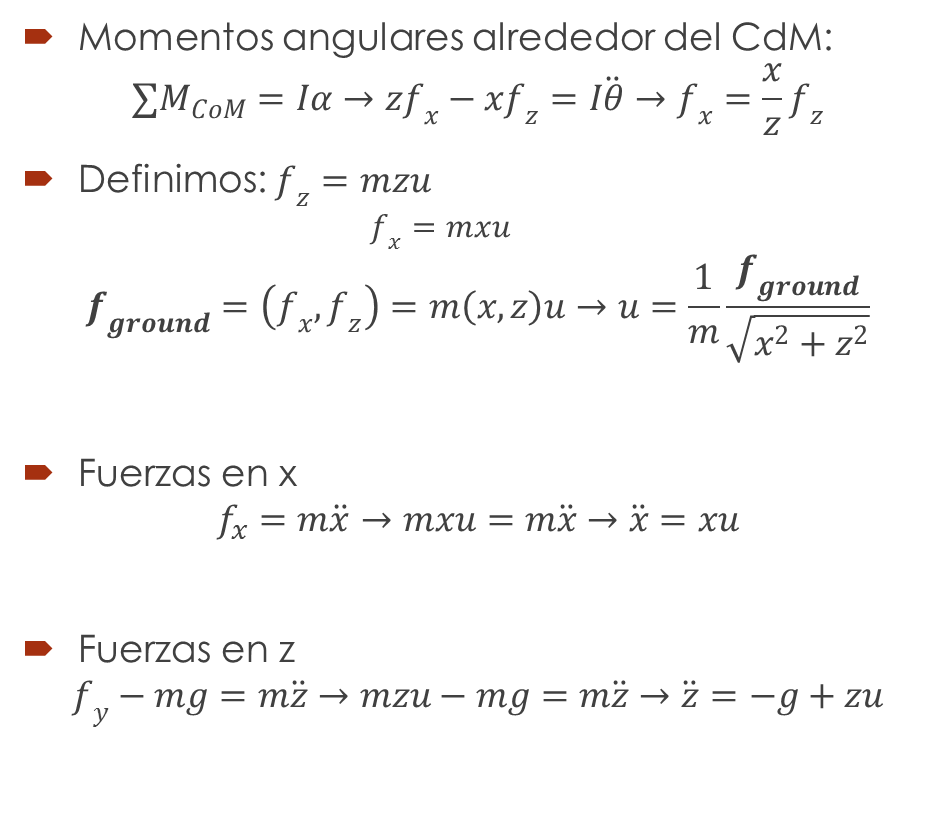 Momentos angulares alrededor del CdM:
∑M_CoM = Iα → zf_x − xf_z = Iθ̈ → f_x = x/z f_z
Definimos: f_z = mzu
f_x = mxu
f_ground = (f_x, f_z) = m(x, z)u → u = 1/m f_ground/√(x² + z²)
Fuerzas en x
f_x = mẍ → mxu = mẍ → ẍ = xu
Fuerzas en z
f_y − mg = mz̈ → mzu − mg = mz̈ → z̈ = −g + zu